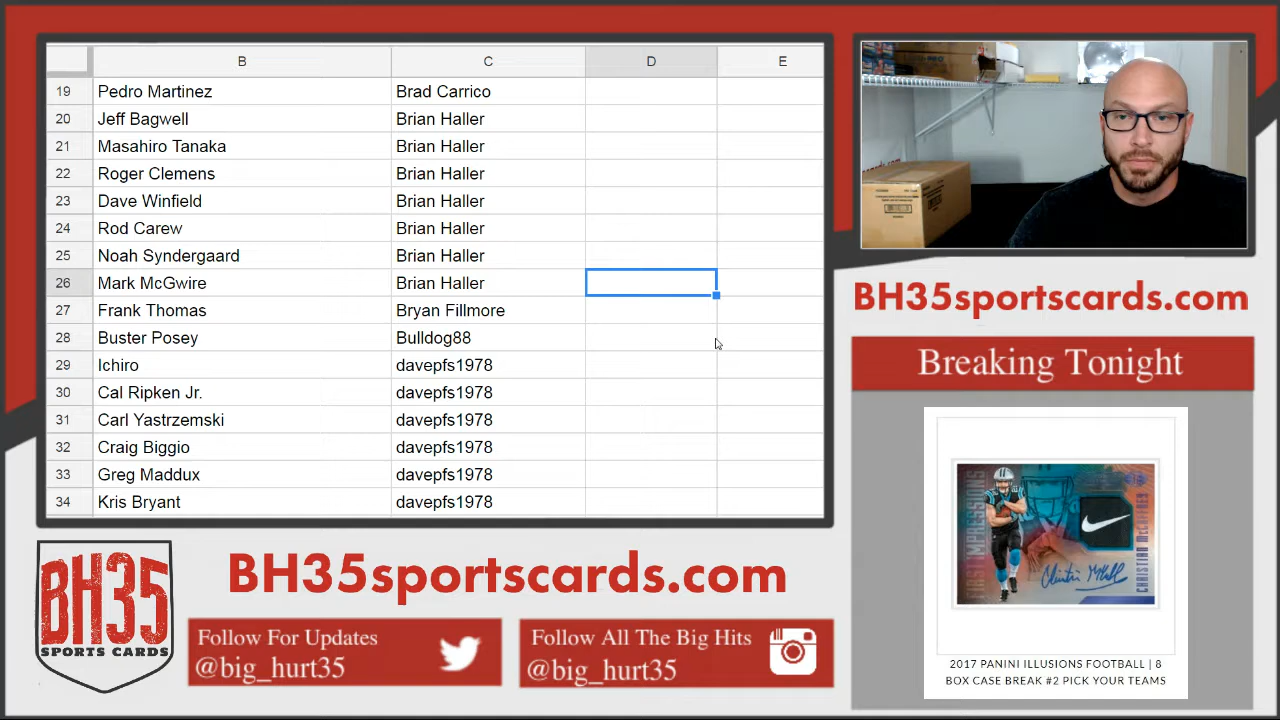 B C D E
19 Pedro Martinez Brad Carrico
20 Jeff Bagwell Brian Haller
21 Masahiro Tanaka Brian Haller
22 Roger Clemens Brian Haller
23 Dave Winfield Brian Haller
24 Rod Carew Brian Haller
25 Noah Syndergaard Brian Haller
26 Mark McGwire Brian Haller
27 Frank Thomas Bryan Fillmore
28 Buster Posey Bulldog88
29 Ichiro davepfs1978
30 Cal Ripken Jr. davepfs1978
31 Carl Yastrzemski davepfs1978
32 Craig Biggio davepfs1978
33 Greg Maddux davepfs1978
34 Kris Bryant davepfs1978
BH35sportscards.com
Breaking Tonight
FIRST IMPRESSIONS
CHRISTIAN McCAFFREY
2017 PANINI ILLUSIONS FOOTBALL | 8
BOX CASE BREAK #2 PICK YOUR TEAMS
BH35
SPORTS CARDS
BH35sportscards.com
Follow For Updates
@big_hurt35
Follow All The Big Hits
@big_hurt35